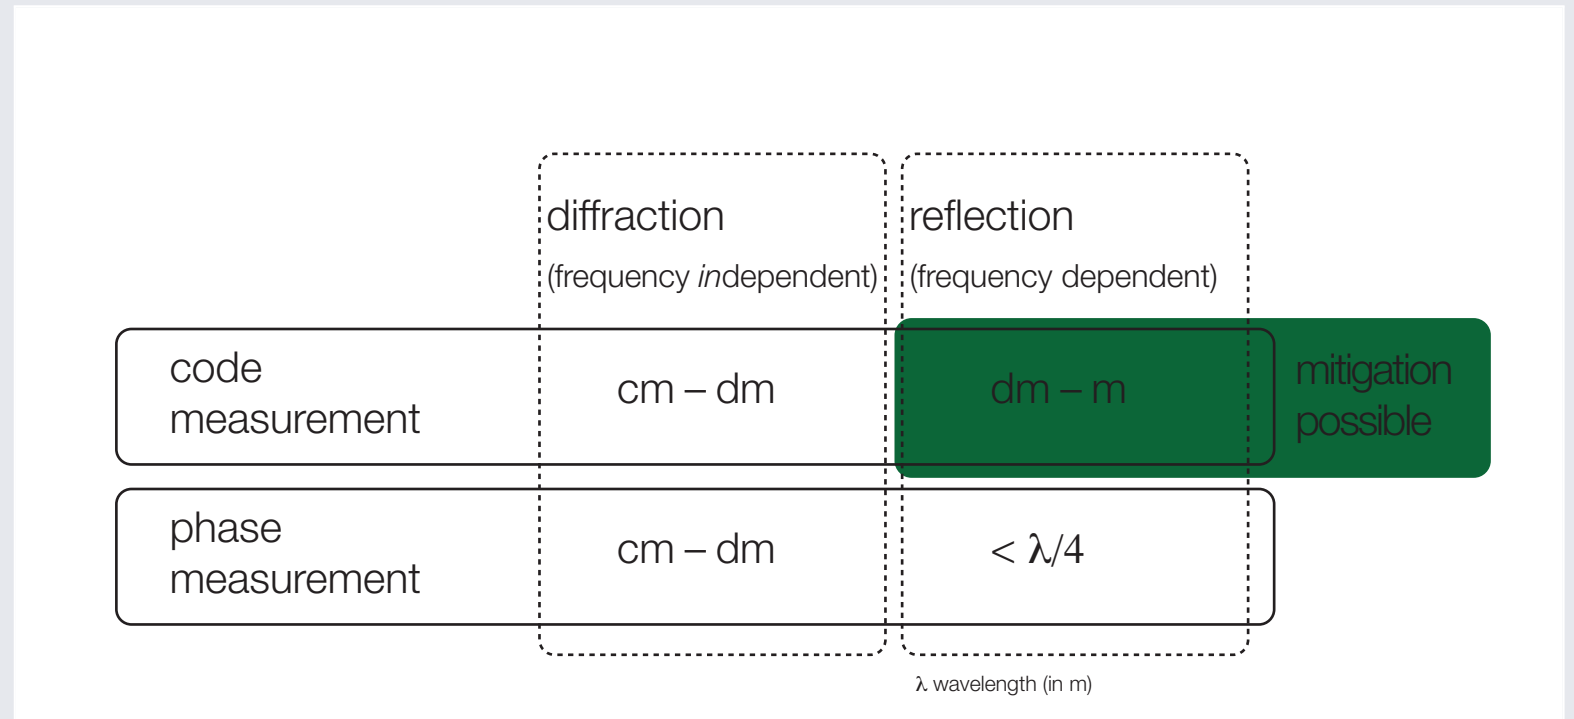 diffraction
(frequency independent)
reflection
(frequency dependent)
code
measurement
cm – dm
dm – m
mitigation
possible
phase
measurement
cm – dm
< λ/4
λ wavelength (in m)